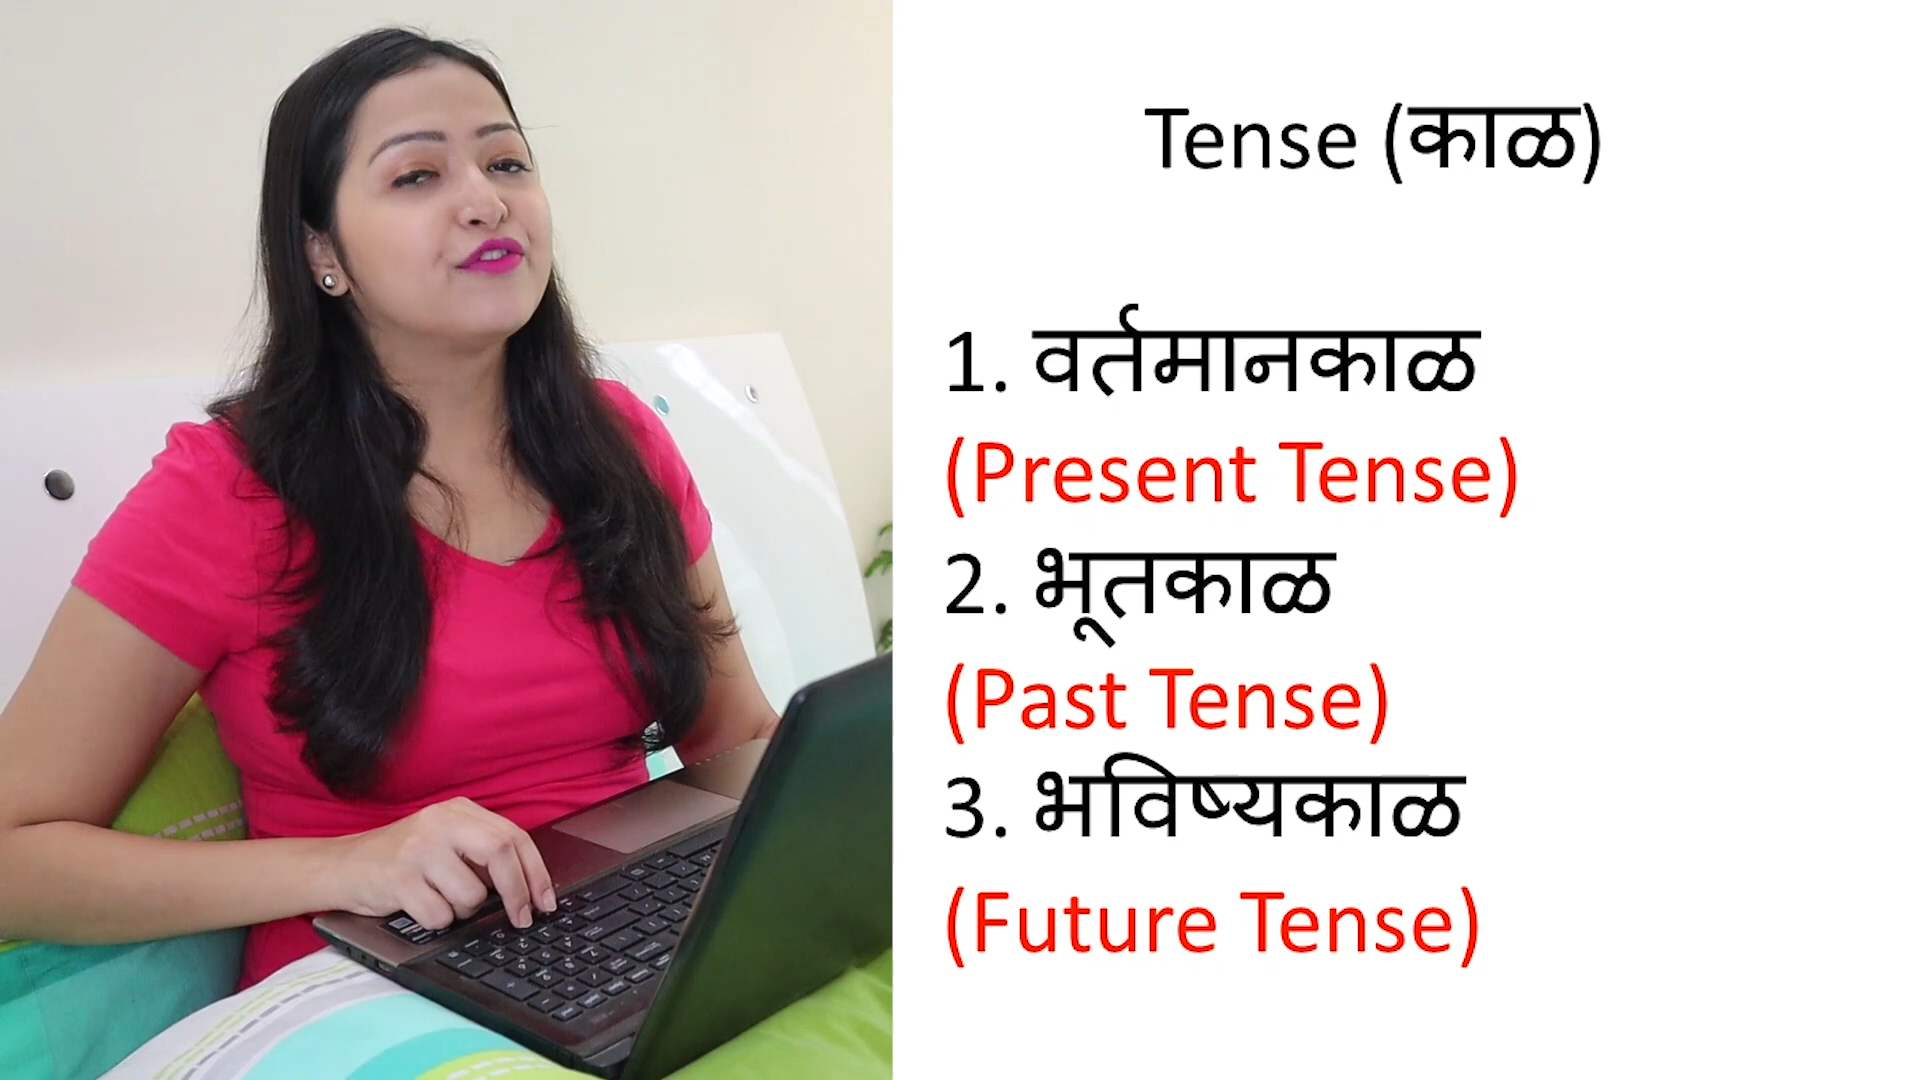 Tense (काळ)
1. वर्तमानकाळ
(Present Tense)
2. भूतकाळ
(Past Tense)
3. भविष्यकाळ
(Future Tense)